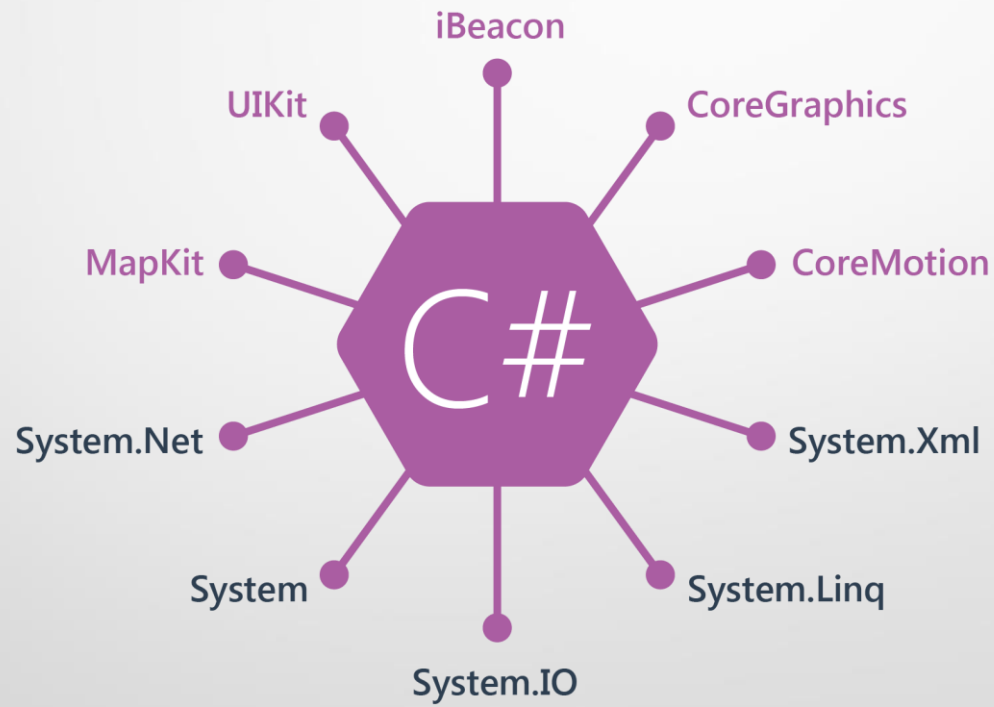 iBeacon
UIKit
CoreGraphics
MapKit
CoreMotion
C#
System.Net
System.Xml
System
System.Linq
System.IO